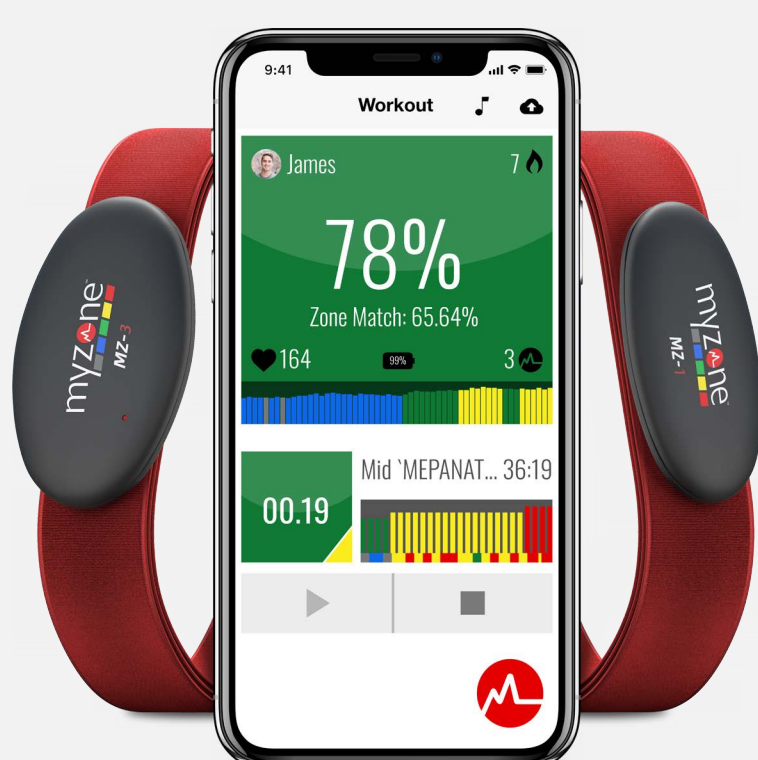 9:41
Workout
James
7
78%
Zone Match: 65.64%
164
99%
3
00.19
Mid `MEPANAT... 36:19
myzone
MZ-3
myzone
MZ-1